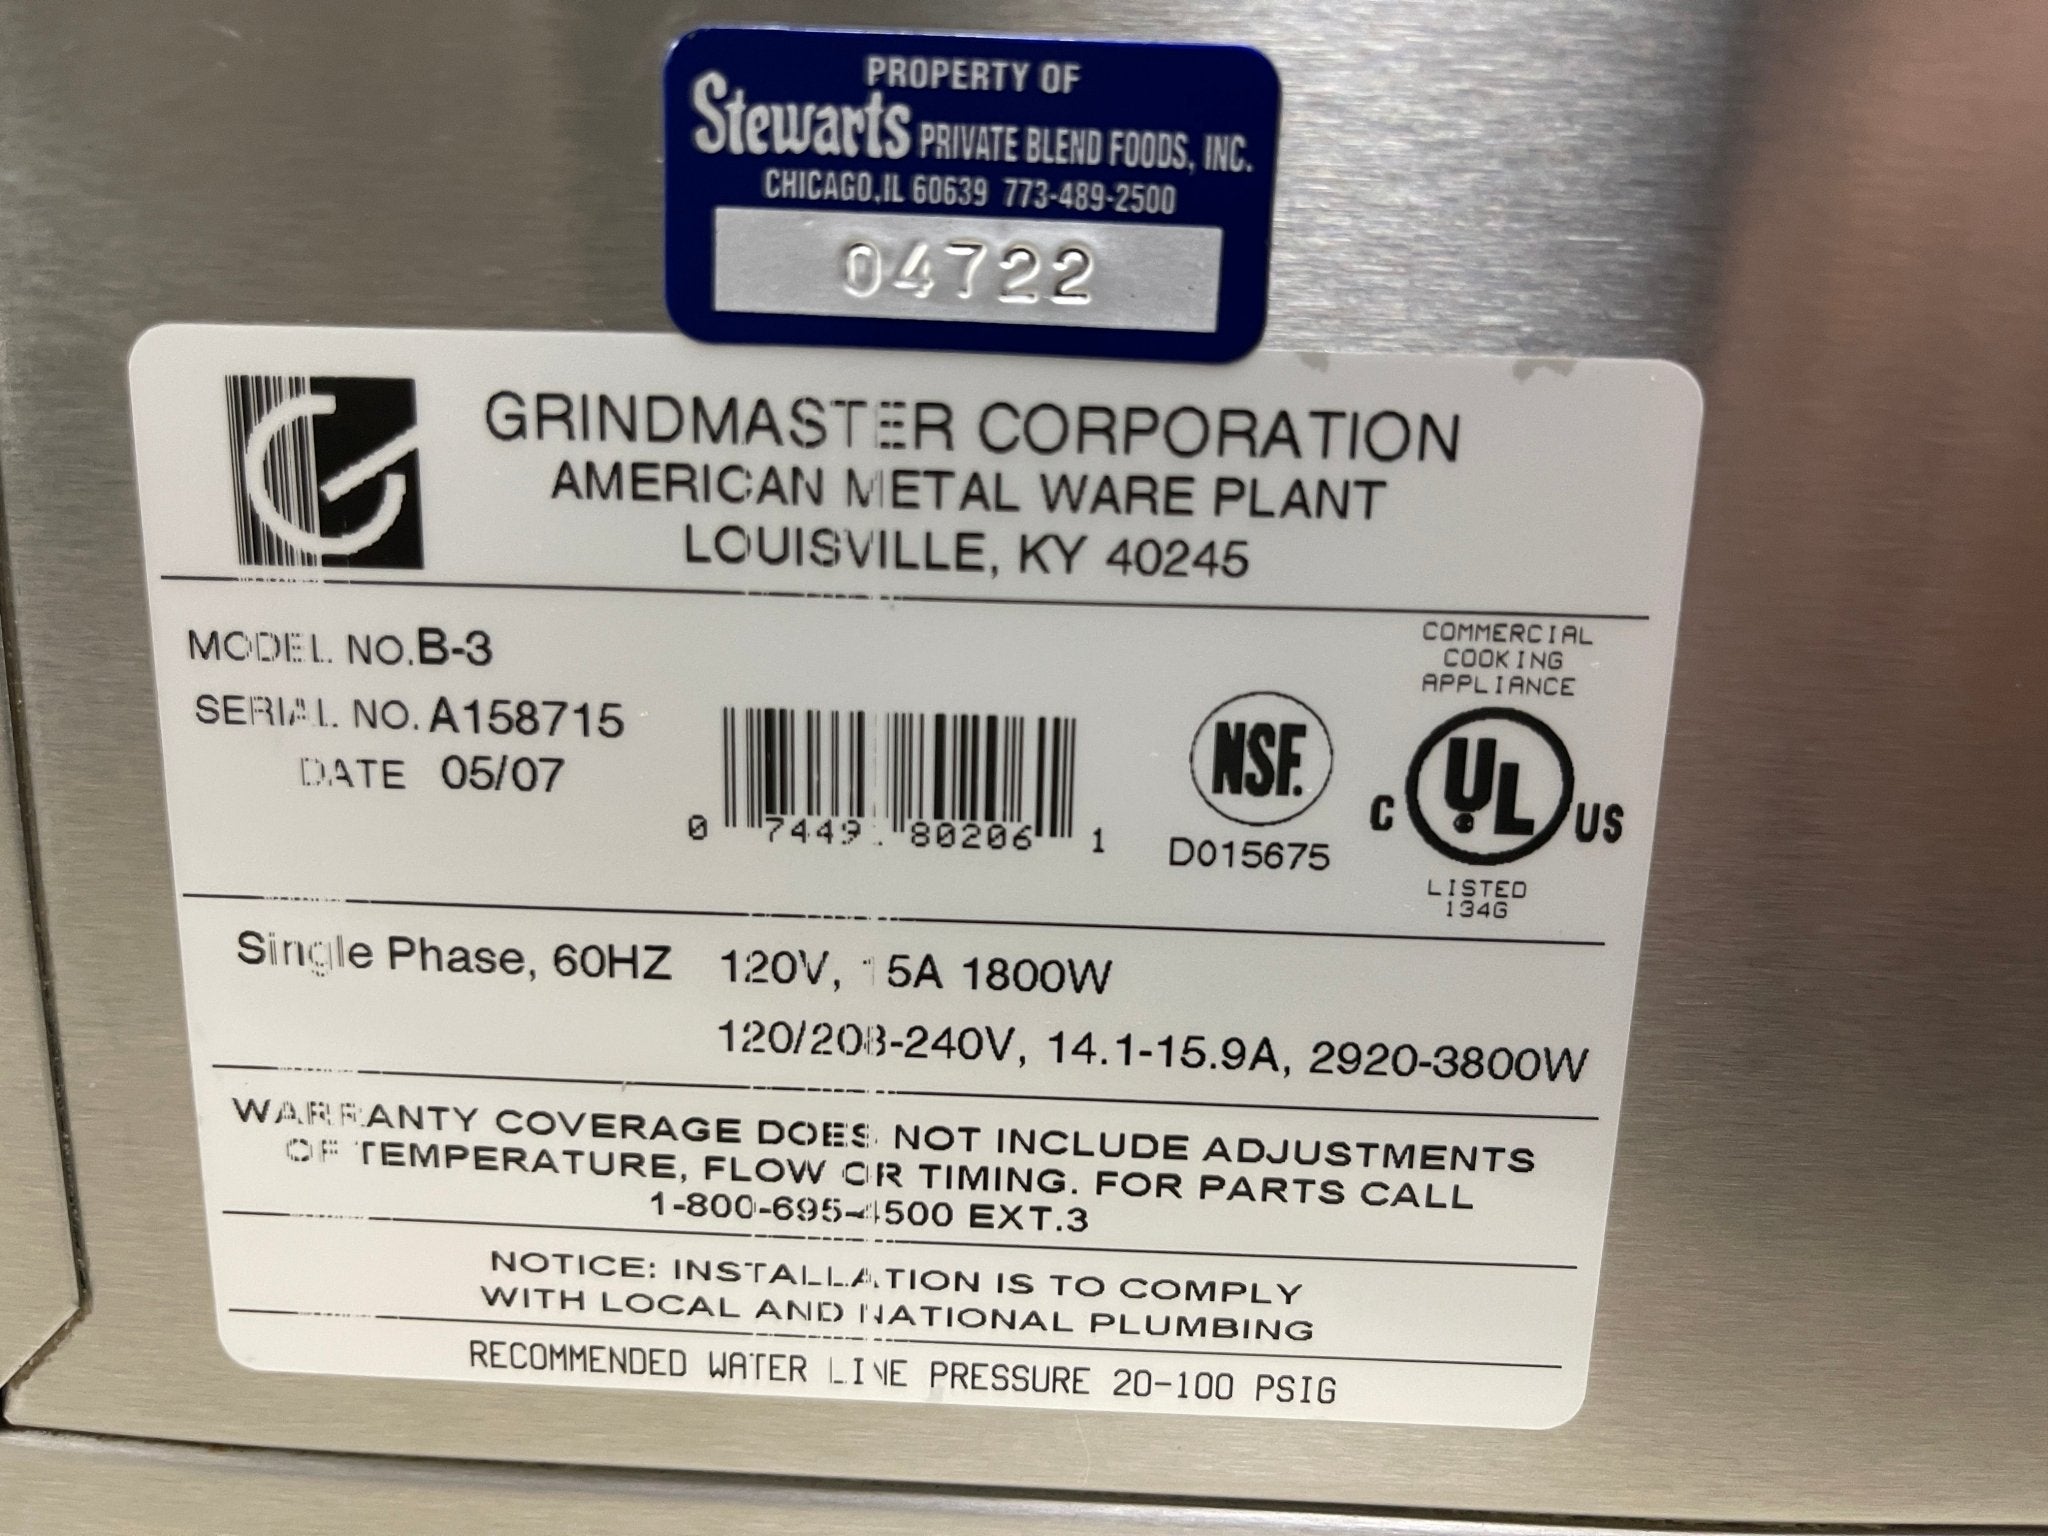 PROPERTY OF
Stewarts PRIVATE BLEND FOODS, INC.
CHICAGO, IL 60639 773-489-2500
04722
GRINDMASTER CORPORATION
AMERICAN METAL WARE PLANT
LOUISVILLE, KY 40245
MODEL NO. B-3
SERIAL NO. A158715
DATE 05/07
0 74491 80206 1
NSF.
D015675
COMMERCIAL
COOKING
APPLIANCE
C UL US
LISTED
134G
Single Phase, 60HZ 120V, 15A 1800W
120/208-240V, 14.1-15.9A, 2920-3800W
WARRANTY COVERAGE DOES NOT INCLUDE ADJUSTMENTS
OF TEMPERATURE, FLOW OR TIMING. FOR PARTS CALL
1-800-695-4500 EXT.3
NOTICE: INSTALLATION IS TO COMPLY
WITH LOCAL AND NATIONAL PLUMBING
RECOMMENDED WATER LINE PRESSURE 20-100 PSIG